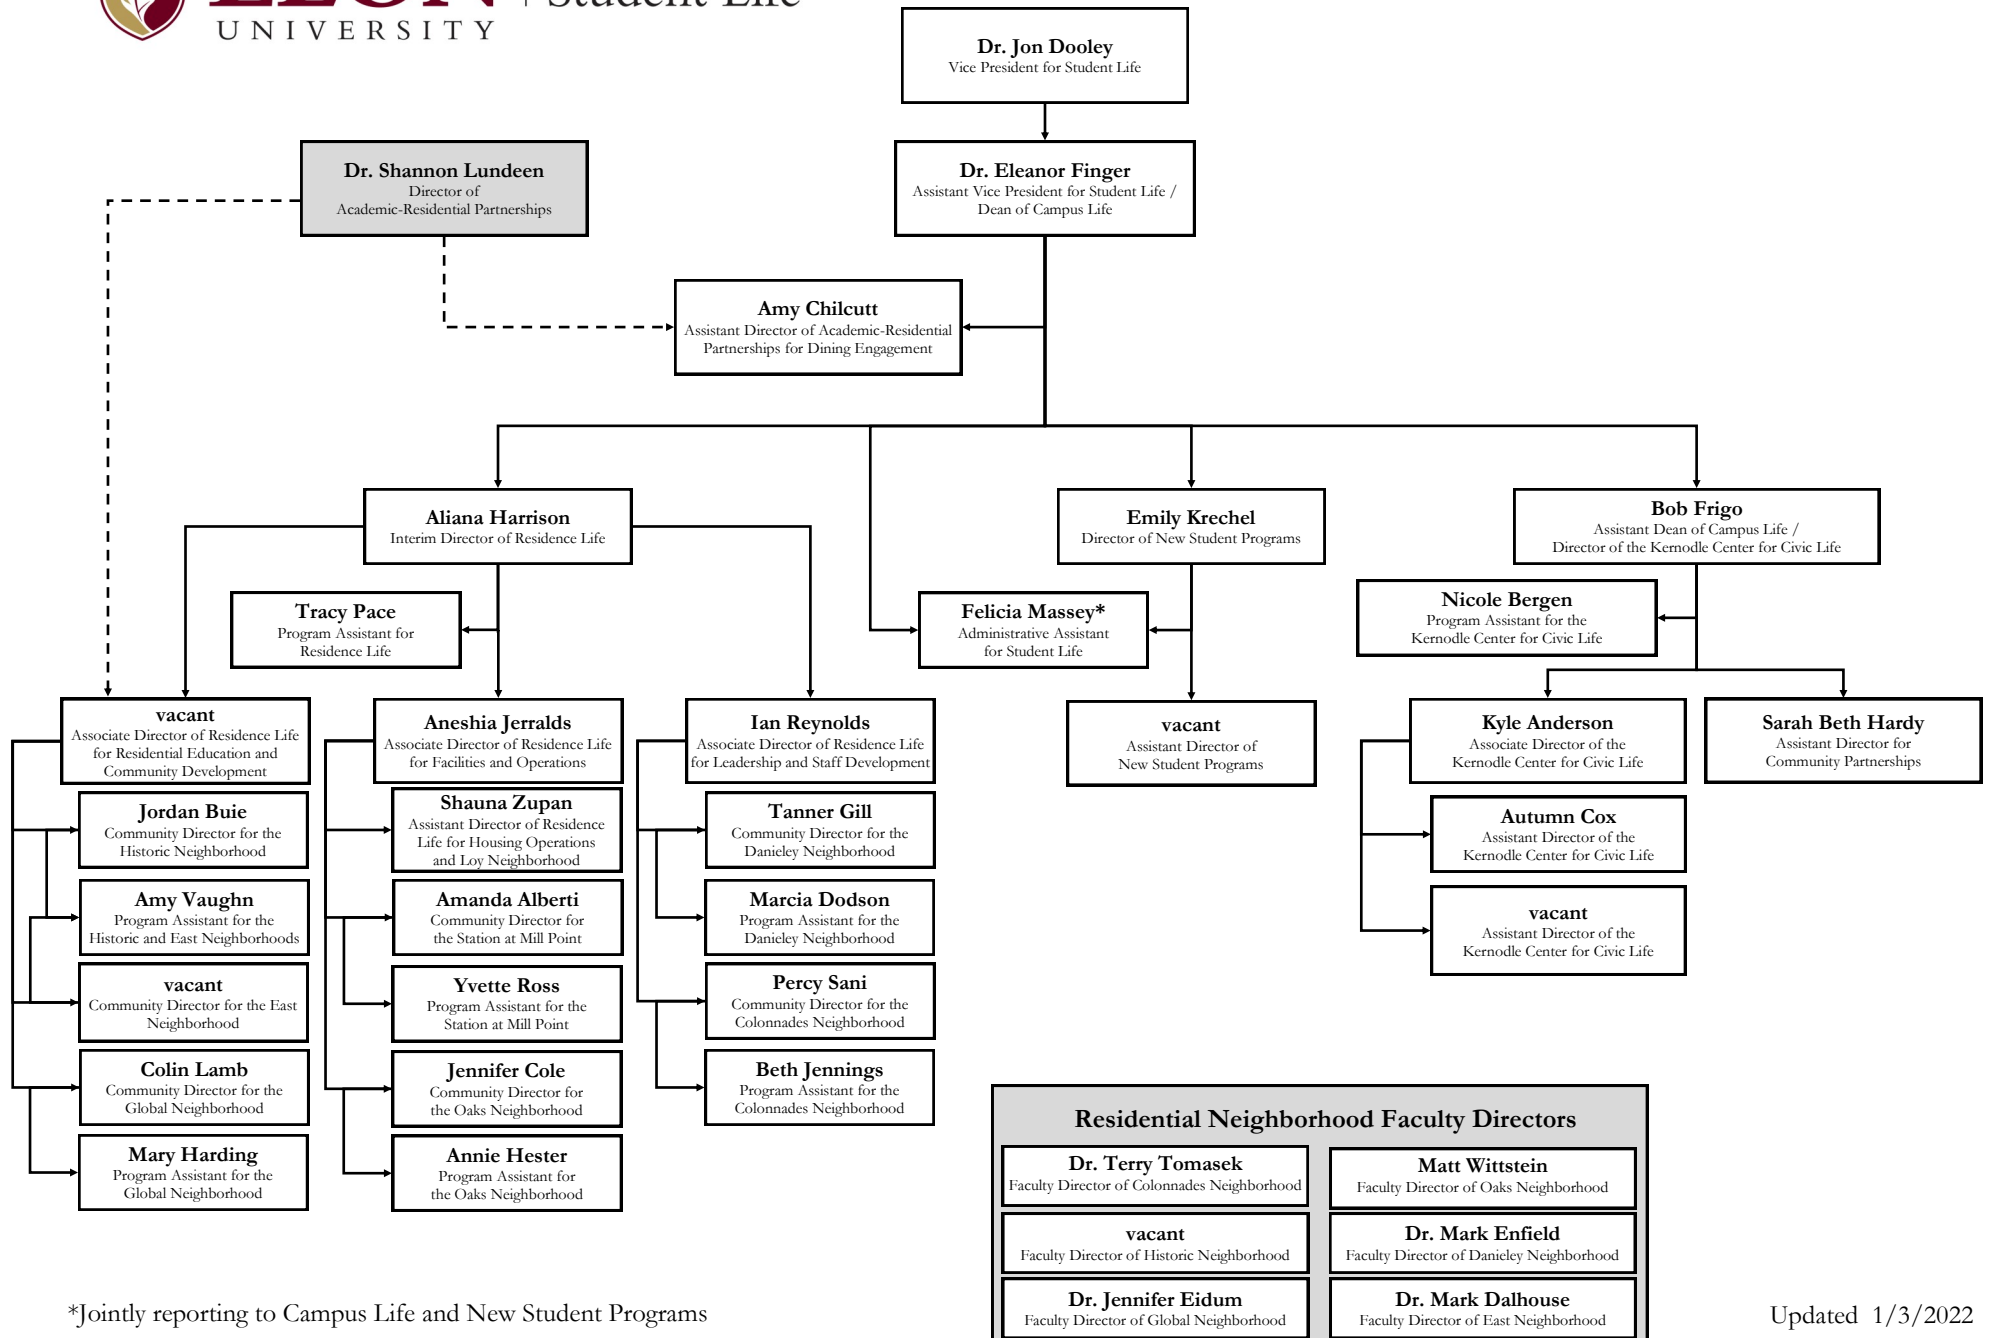 UNIVERSITY
Student Life
Dr. Jon Dooley
Vice President for Student Life
Dr. Shannon Lundeen
Director of
Academic-Residential Partnerships
Dr. Eleanor Finger
Assistant Vice President for Student Life /
Dean of Campus Life
Amy Chilcutt
Assistant Director of Academic-Residential
Partnerships for Dining Engagement
Aliana Harrison
Interim Director of Residence Life
Emily Krechel
Director of New Student Programs
Bob Frigo
Assistant Dean of Campus Life /
Director of the Kernodle Center for Civic Life
Tracy Pace
Program Assistant for
Residence Life
Felicia Massey*
Administrative Assistant
for Student Life
Nicole Bergen
Program Assistant for the
Kernodle Center for Civic Life
vacant
Associate Director of Residence Life
for Residential Education and
Community Development
Jordan Buie
Community Director for the
Historic Neighborhood
Amy Vaughn
Program Assistant for the
Historic and East Neighborhoods
vacant
Community Director for the East
Neighborhood
Colin Lamb
Community Director for the
Global Neighborhood
Mary Harding
Program Assistant for the
Global Neighborhood
Aneshia Jerralds
Associate Director of Residence Life
for Facilities and Operations
Shauna Zupan
Assistant Director of Residence
Life for Housing Operations
and Loy Neighborhood
Amanda Alberti
Community Director for
the Station at Mill Point
Yvette Ross
Program Assistant for the
Station at Mill Point
Jennifer Cole
Community Director for
the Oaks Neighborhood
Annie Hester
Program Assistant for
the Oaks Neighborhood
Ian Reynolds
Associate Director of Residence Life
for Leadership and Staff Development
Tanner Gill
Community Director for the
Danieley Neighborhood
Marcia Dodson
Program Assistant for the
Danieley Neighborhood
Percy Sani
Community Director for the
Colonnades Neighborhood
Beth Jennings
Program Assistant for the
Colonnades Neighborhood
vacant
Assistant Director of
New Student Programs
Kyle Anderson
Associate Director of the
Kernodle Center for Civic Life
Sarah Beth Hardy
Assistant Director for
Community Partnerships
Autumn Cox
Assistant Director of the
Kernodle Center for Civic Life
vacant
Assistant Director of the
Kernodle Center for Civic Life
Residential Neighborhood Faculty Directors
Dr. Terry Tomasek
Faculty Director of Colonnades Neighborhood
Matt Wittstein
Faculty Director of Oaks Neighborhood
vacant
Faculty Director of Historic Neighborhood
Dr. Mark Enfield
Faculty Director of Danieley Neighborhood
Dr. Jennifer Eidum
Faculty Director of Global Neighborhood
Dr. Mark Dalhouse
Faculty Director of East Neighborhood
*Jointly reporting to Campus Life and New Student Programs
Updated 1/3/2022